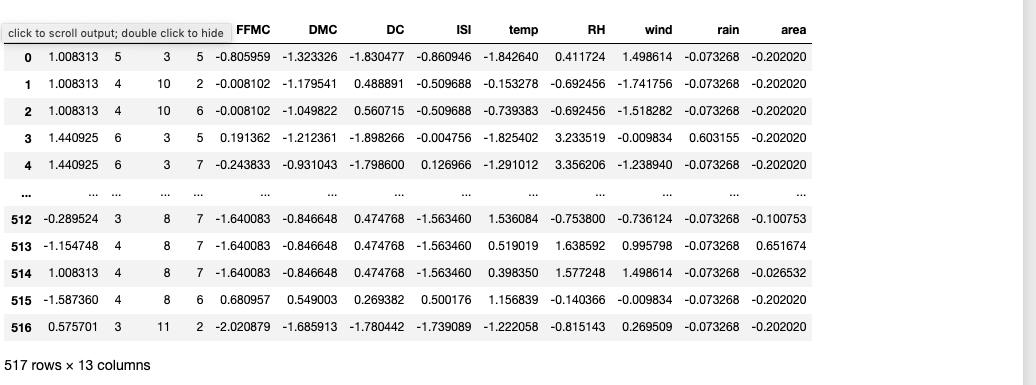 click to scroll output; double click to hide FFMC DMC DC ISI temp RH wind rain area
0 1.008313 5 3 5 -0.805959 -1.323326 -1.830477 -0.860946 -1.842640 0.411724 1.498614 -0.073268 -0.202020
1 1.008313 4 10 2 -0.008102 -1.179541 0.488891 -0.509688 -0.153278 -0.692456 -1.741756 -0.073268 -0.202020
2 1.008313 4 10 6 -0.008102 -1.049822 0.560715 -0.509688 -0.739383 -0.692456 -1.518282 -0.073268 -0.202020
3 1.440925 6 3 5 0.191362 -1.212361 -1.898266 -0.004756 -1.825402 3.233519 -0.009834 0.603155 -0.202020
4 1.440925 6 3 7 -0.243833 -0.931043 -1.798600 0.126966 -1.291012 3.356206 -1.238940 -0.073268 -0.202020
... ... ... ... ... ... ... ... ... ... ... ... ... ...
512 -0.289524 3 8 7 -1.640083 -0.846648 0.474768 -1.563460 1.536084 -0.753800 -0.736124 -0.073268 -0.100753
513 -1.154748 4 8 7 -1.640083 -0.846648 0.474768 -1.563460 0.519019 1.638592 0.995798 -0.073268 0.651674
514 1.008313 4 8 7 -1.640083 -0.846648 0.474768 -1.563460 0.398350 1.577248 1.498614 -0.073268 -0.026532
515 -1.587360 4 8 6 0.680957 0.549003 0.269382 0.500176 1.156839 -0.140366 -0.009834 -0.073268 -0.202020
516 0.575701 3 11 2 -2.020879 -1.685913 -1.780442 -1.739089 -1.222058 -0.815143 0.269509 -0.073268 -0.202020
517 rows × 13 columns